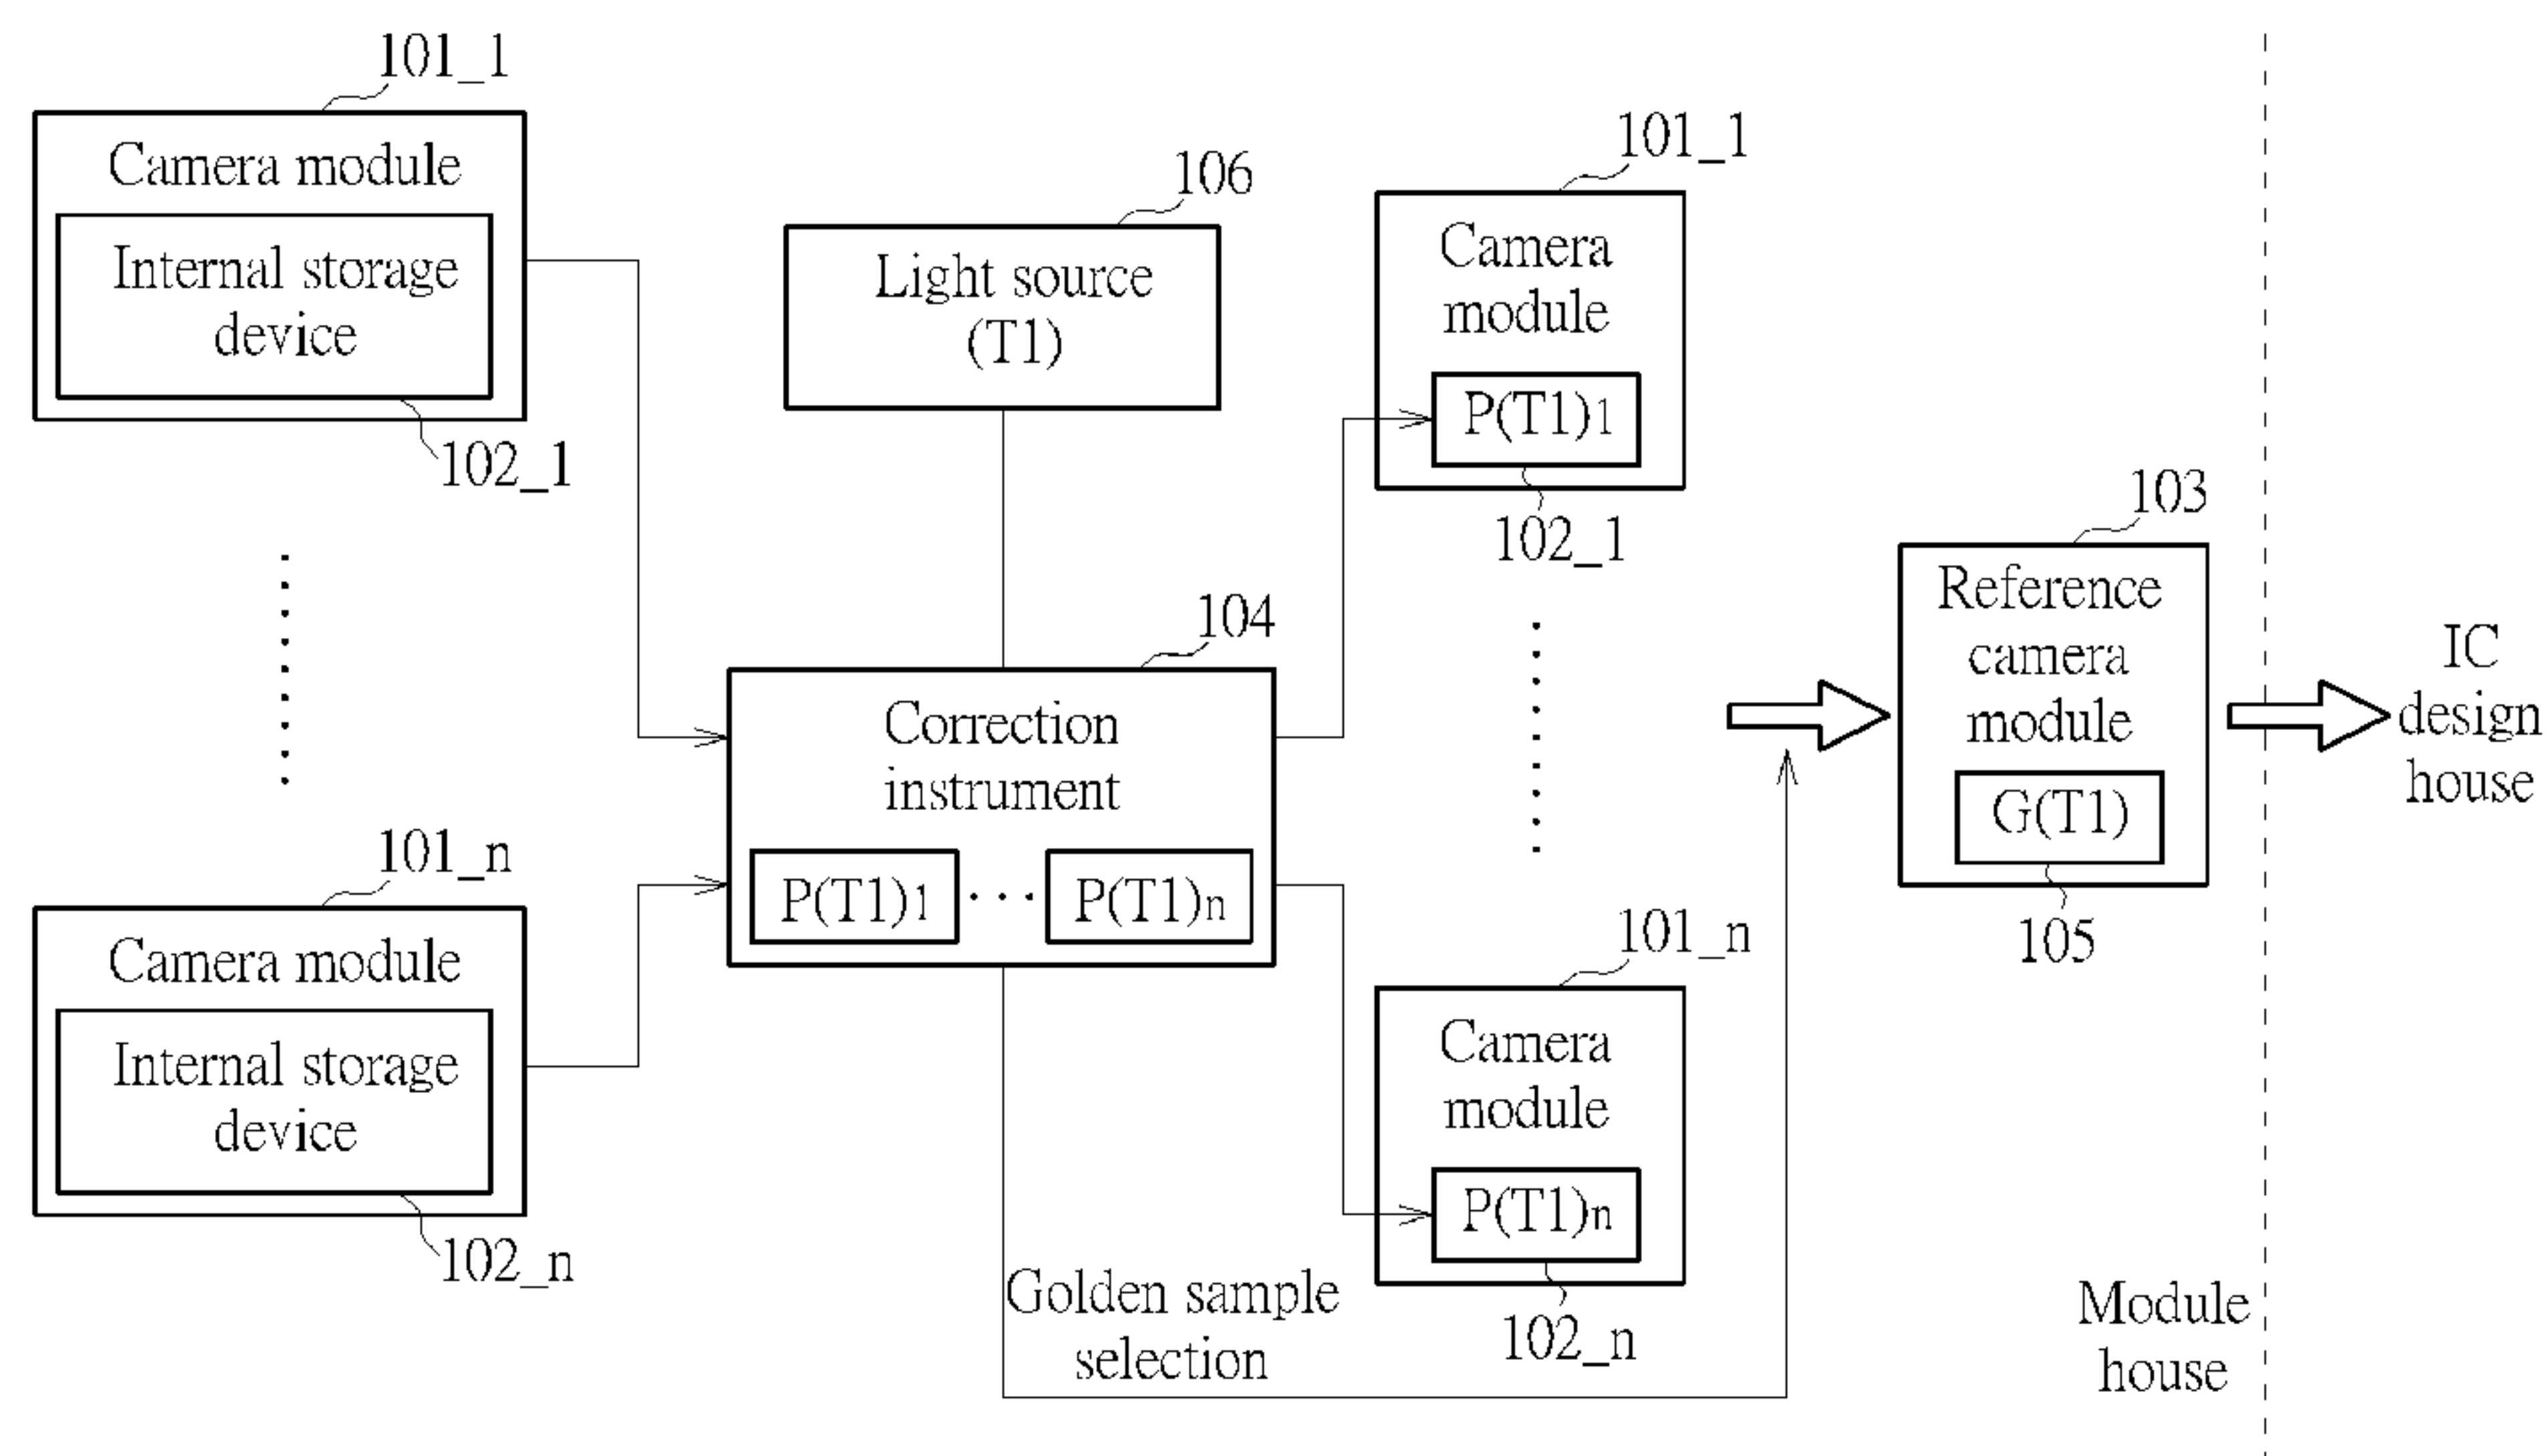 101_1
Camera module
Internal storage
device
102_1
101_n
Camera module
Internal storage
device
102_n
106
Light source
(T1)
104
Correction
instrument
P(T1)1
· · ·
P(T1)n
Golden sample
selection
101_1
Camera
module
P(T1)1
102_1
101_n
Camera
module
P(T1)n
102_n
103
Reference
camera
module
G(T1)
105
Module
house
IC
design
house